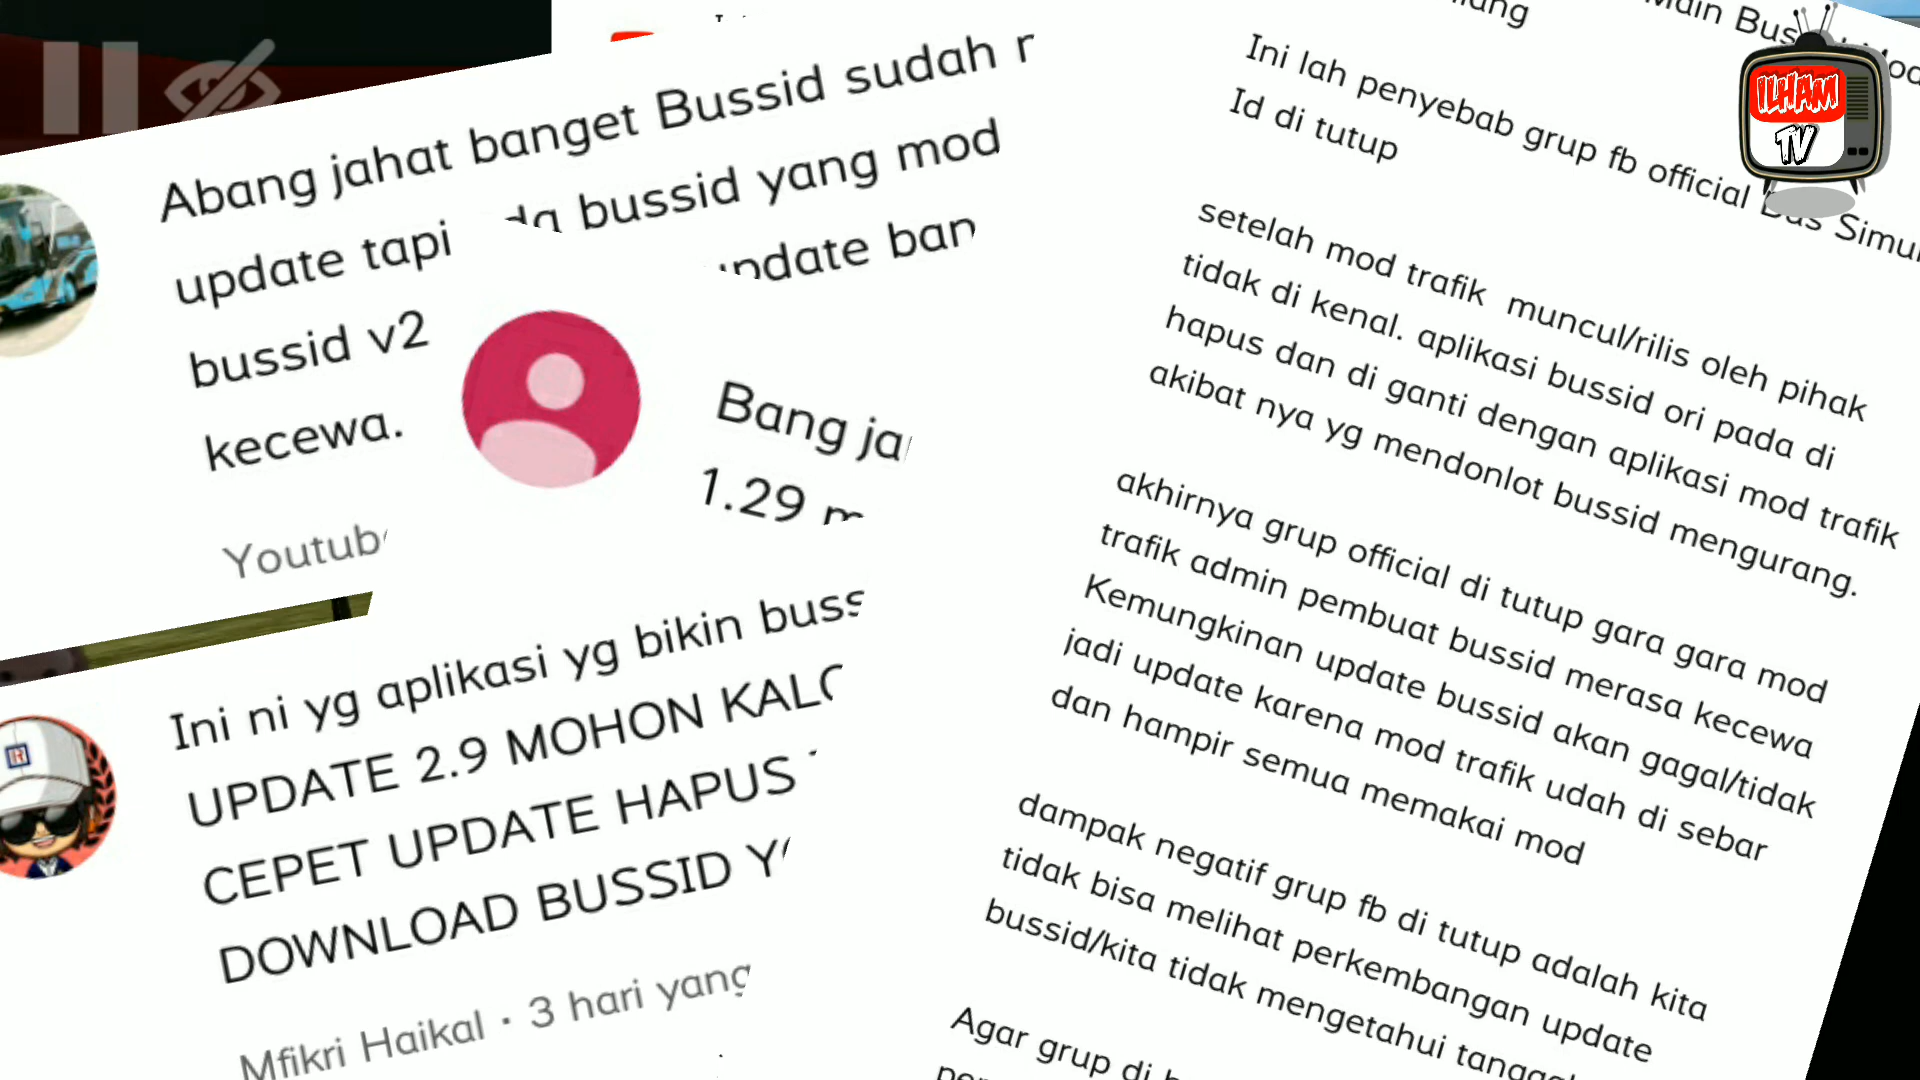 Abang jahat banget Bussid sudah
update tapi bussid yang mod
bussid v2 update ban
kecewa.
Youtub
Bang ja
1.29
Ini ni yg aplikasi yg bikin buss
UPDATE 2.9 MOHON KALO
CEPET UPDATE HAPUS
DOWNLOAD BUSSID
Mfikri Haikal · 3 hari yang
Main Bus
Ini lah penyebab grup fb official Bus Simul
Id di tutup
setelah mod trafik muncul/rilis oleh pihak
tidak di kenal. aplikasi bussid ori pada di
hapus dan di ganti dengan aplikasi mod trafik
akibat nya yg mendonlot bussid mengurang.
akhirnya grup official di tutup gara gara mod
trafik admin pembuat bussid merasa kecewa
Kemungkinan update bussid akan gagal/tidak
jadi update karena mod trafik udah di sebar
dan hampir semua memakai mod
dampak negatif grup fb di tutup adalah kita
tidak bisa melihat perkembangan update
bussid/kita tidak mengetahui tangga
Agar grup di
ILHAM
TV